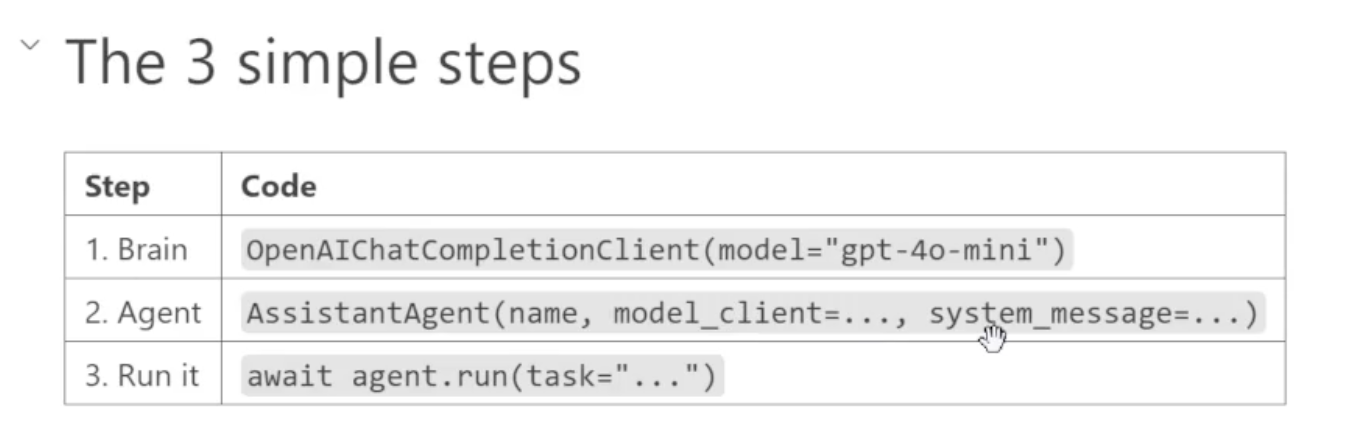 The 3 simple steps
Step Code
1. Brain OpenAIChatCompletionClient(model="gpt-4o-mini")
2. Agent AssistantAgent(name, model_client=..., system_message=...)
3. Run it await agent.run(task="...")